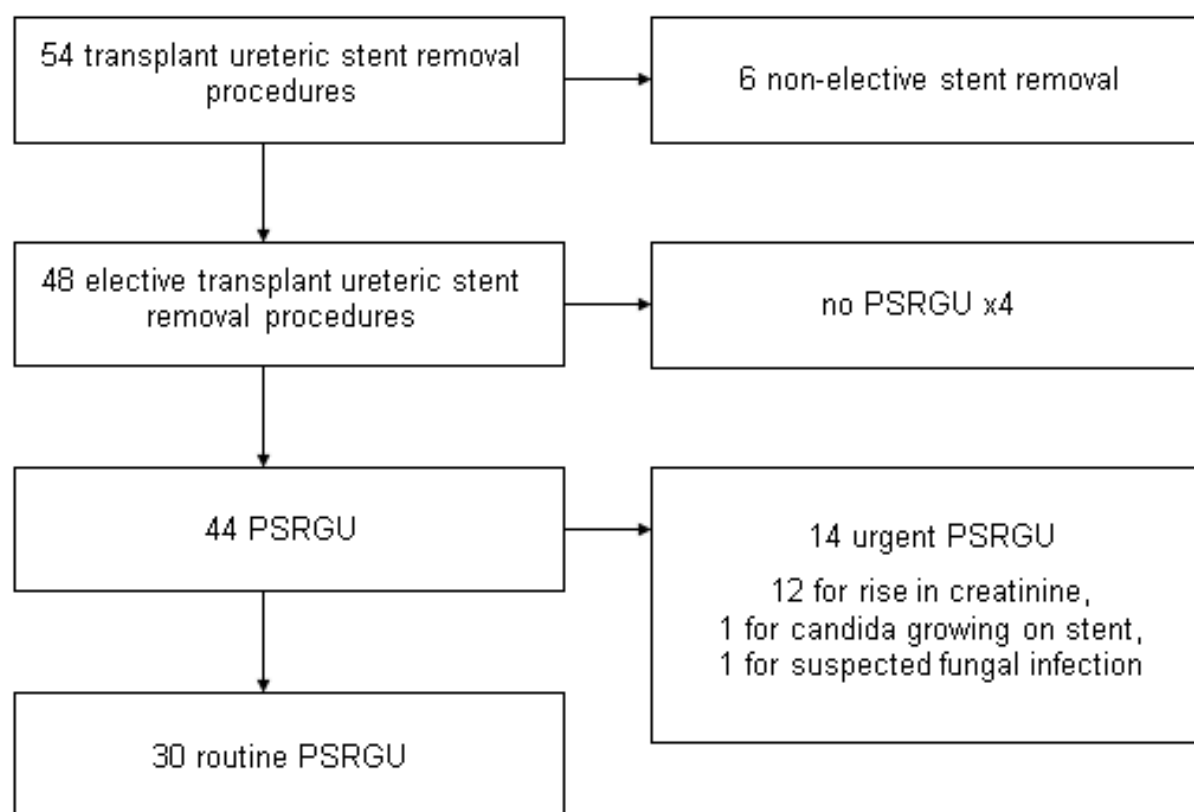 54 transplant ureteric stent removal
procedures
6 non-elective stent removal
48 elective transplant ureteric stent
removal procedures
no PSRGU x4
44 PSRGU
14 urgent PSRGU
12 for rise in creatinine,
1 for candida growing on stent,
1 for suspected fungal infection
30 routine PSRGU